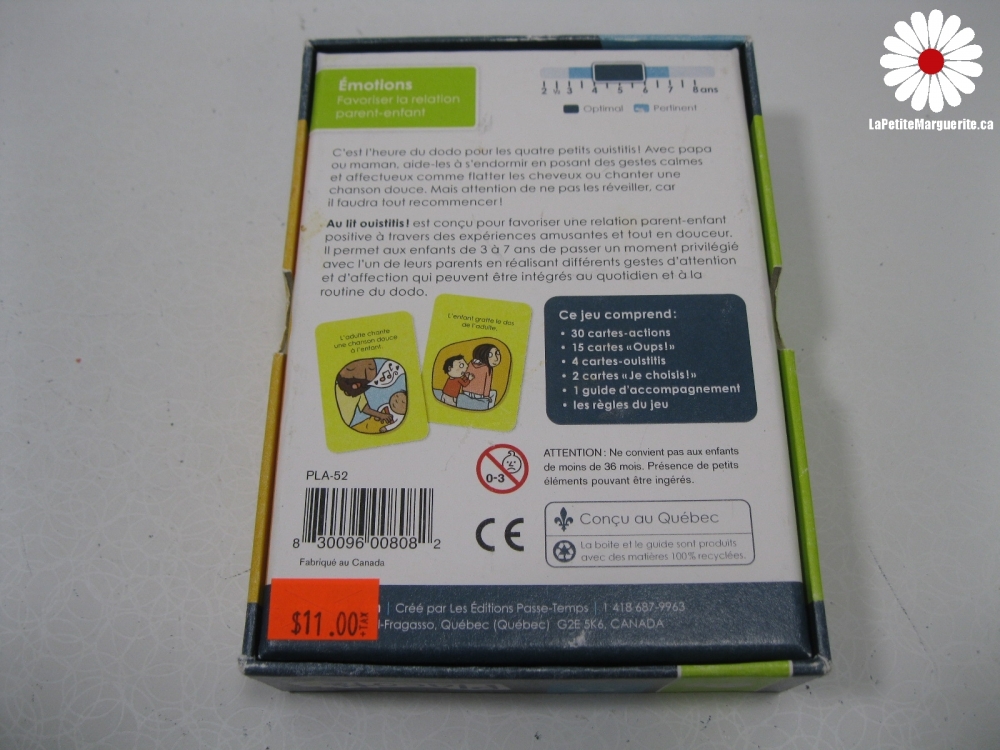 LaPetiteMarguerite.ca
Émotions
Favoriser la relation
parent-enfant
2 ½ 3 4 5 6 7 8 ans
Optimal Pertinent
C'est l'heure du dodo pour les quatre petits ouistitis! Avec papa
ou maman, aide-les à s'endormir en posant des gestes calmes
et affectueux comme flatter les cheveux ou chanter une
chanson douce. Mais attention de ne pas les réveiller, car
il faudra tout recommencer!
Au lit ouistitis! est conçu pour favoriser une relation parent-enfant
positive à travers des expériences amusantes et tout en douceur.
Il permet aux enfants de 3 à 7 ans de passer un moment privilégié
avec l'un de leurs parents en réalisant différents gestes d'attention
et d'affection qui peuvent être intégrés au quotidien et à la
routine du dodo.
L'adulte chante
une chanson douce
à l'enfant.
L'enfant gratte le dos
de l'adulte.
Ce jeu comprend:
• 30 cartes-actions
• 15 cartes «Oups!»
• 4 cartes-ouistitis
• 2 cartes «Je choisis!»
• 1 guide d'accompagnement
• les règles du jeu
PLA-52
8 30096 00808 2
Fabriqué au Canada
0-3
ATTENTION: Ne convient pas aux enfants
de moins de 36 mois. Présence de petits
éléments pouvant être ingérés.
CE
Conçu au Québec
La boîte et le guide sont produits
avec des matières 100% recyclées.
$11.00 +TAX
| Créé par Les Éditions Passe-Temps | T 418 687-9963
-Fragasso, Québec (Québec) G2E 5K6, CANADA